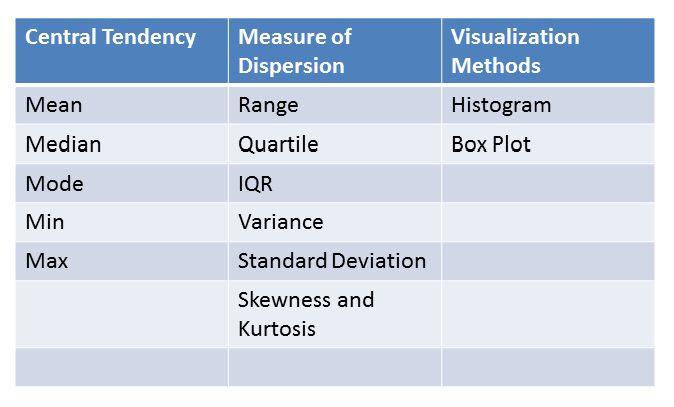 Central Tendency
Measure of
Dispersion
Visualization
Methods
Mean
Range
Histogram
Median
Quartile
Box Plot
Mode
IQR
Min
Variance
Max
Standard Deviation
Skewness and
Kurtosis